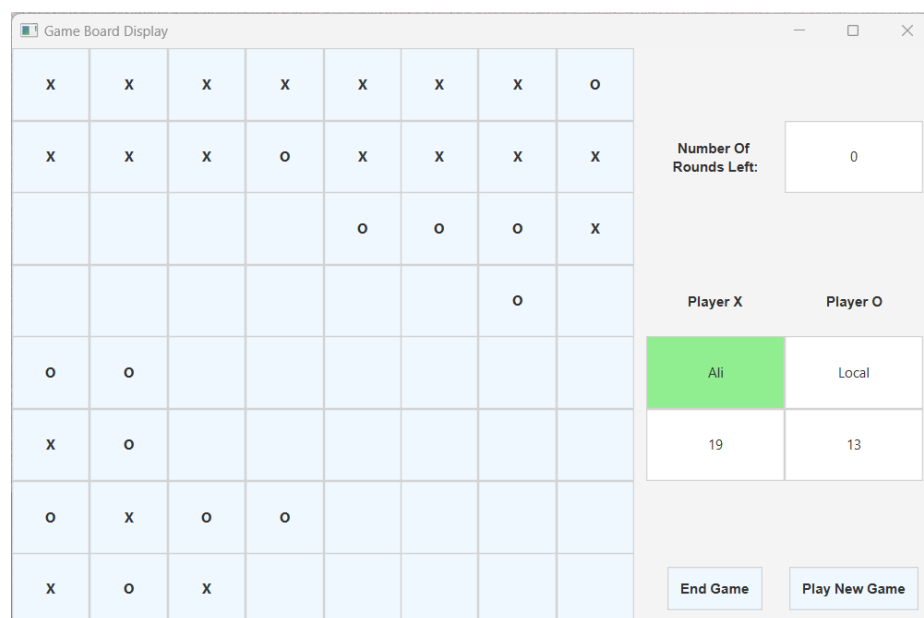 Game Board Display
X X X X X X X O
X X X O X X X X
Number Of
Rounds Left:
0
O O O X
O
Player X Player O
O O
Ali Local
X O
19 13
O X O O
X O X
End Game Play New Game